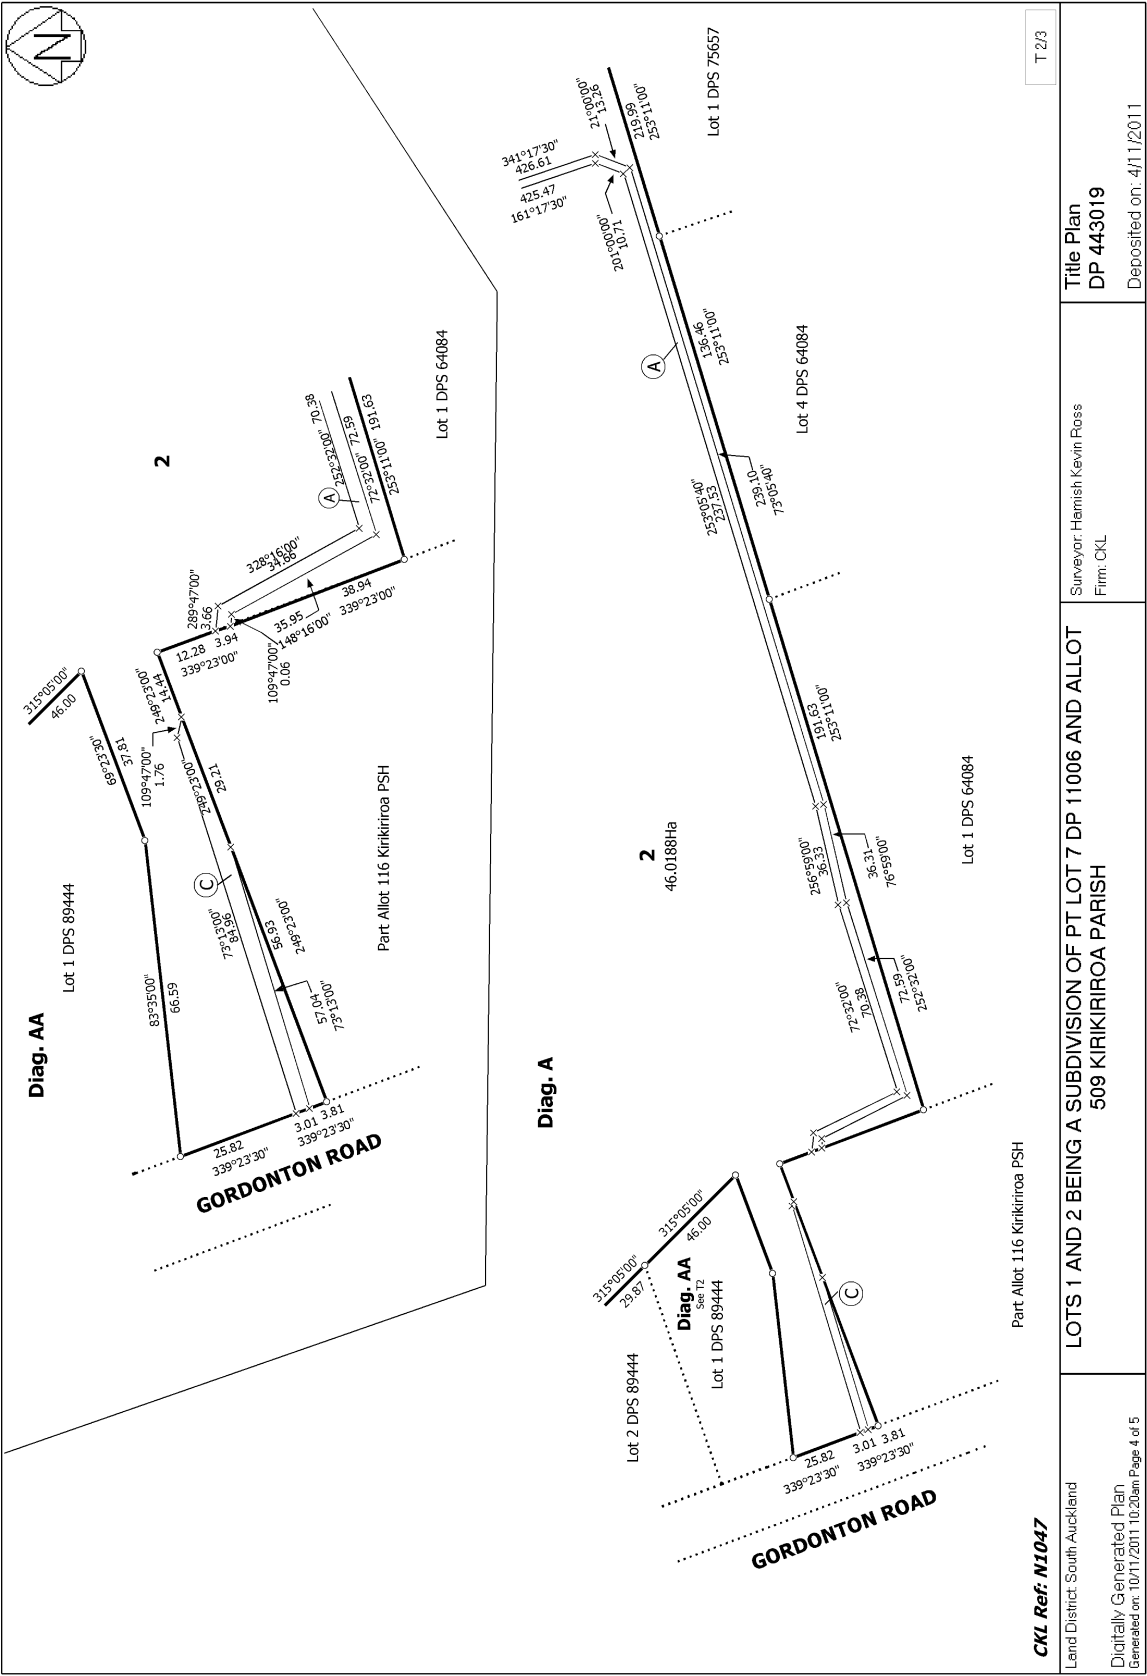 N
Diag. AA
Lot 1 DPS 89444
83°35'00"
66.59
69°23'30"
37.81
315°05'00"
46.00
109°47'00"
1.76
249°23'00"
14.44
249°23'00"
29.21
C
73°13'00"
84.96
56.93
249°23'00"
57.04
73°13'00"
25.82
339°23'30"
3.01 3.81
339°23'30"
GORDONTON ROAD
Part Allot 116 Kirikiriroa PSH
12.28 3.94
339°23'00"
289°47'00"
3.66
109°47'00"
0.06
328°16'00"
34.66
35.95
148°16'00"
38.94
339°23'00"
2
A
252°32'00" 70.38
72°32'00" 72.59
253°11'00" 191.63
Lot 1 DPS 64084
Diag. A
341°17'30"
426.61
425.47
161°17'30"
21°00'00"
13.26
201°00'00"
10.71
219.99
253°11'00"
Lot 1 DPS 75657
A
136.46
253°11'00"
Lot 4 DPS 64084
253°05'40"
237.53
239.10
73°05'40"
191.63
253°11'00"
2
46.0188Ha
256°59'00"
36.33
36.31
76°59'00"
Lot 1 DPS 64084
72°32'00"
70.38
72.59
252°32'00"
315°05'00"
29.87
315°05'00"
46.00
Diag. AA
See T2
Lot 1 DPS 89444
Lot 2 DPS 89444
C
25.82
339°23'30"
3.01 3.81
339°23'30"
GORDONTON ROAD
Part Allot 116 Kirikiriroa PSH
CKL Ref: N1047
T 2/3
Land District: South Auckland
Digitally Generated Plan
Generated on: 10/11/2011 10:20am Page 4 of 5
LOTS 1 AND 2 BEING A SUBDIVISION OF PT LOT 7 DP 11006 AND ALLOT
509 KIRIKIRIROA PARISH
Surveyor: Hamish Kevin Ross
Firm: CKL
Title Plan
DP 443019
Deposited on: 4/11/2011